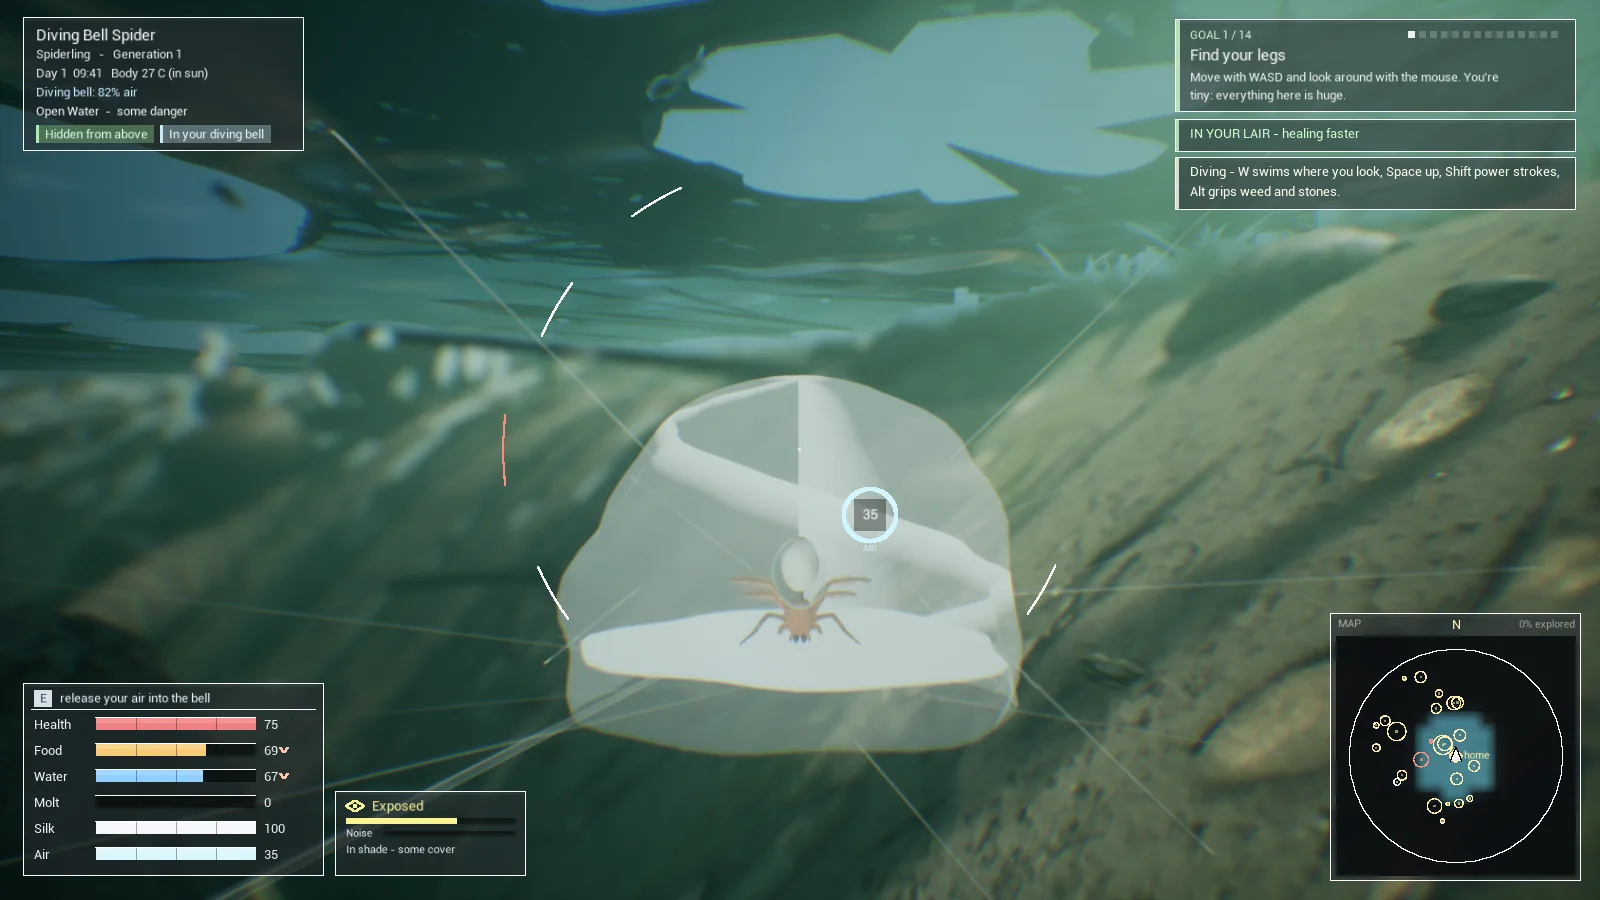 Diving Bell Spider
Spiderling - Generation 1
Day 1 09:41 Body 27 C (in sun)
Diving bell: 82% air
Open Water - some danger
Hidden from above
In your diving bell
GOAL 1 / 14
Find your legs
Move with WASD and look around with the mouse. You're
tiny: everything here is huge.
IN YOUR LAIR - healing faster
Diving - W swims where you look, Space up, Shift power strokes,
Alt grips weed and stones.
35
AIR
E release your air into the bell
Health 75
Food 69
Water 67
Molt 0
Silk 100
Air 35
Exposed
Noise
In shade - some cover
MAP N 0% explored
home